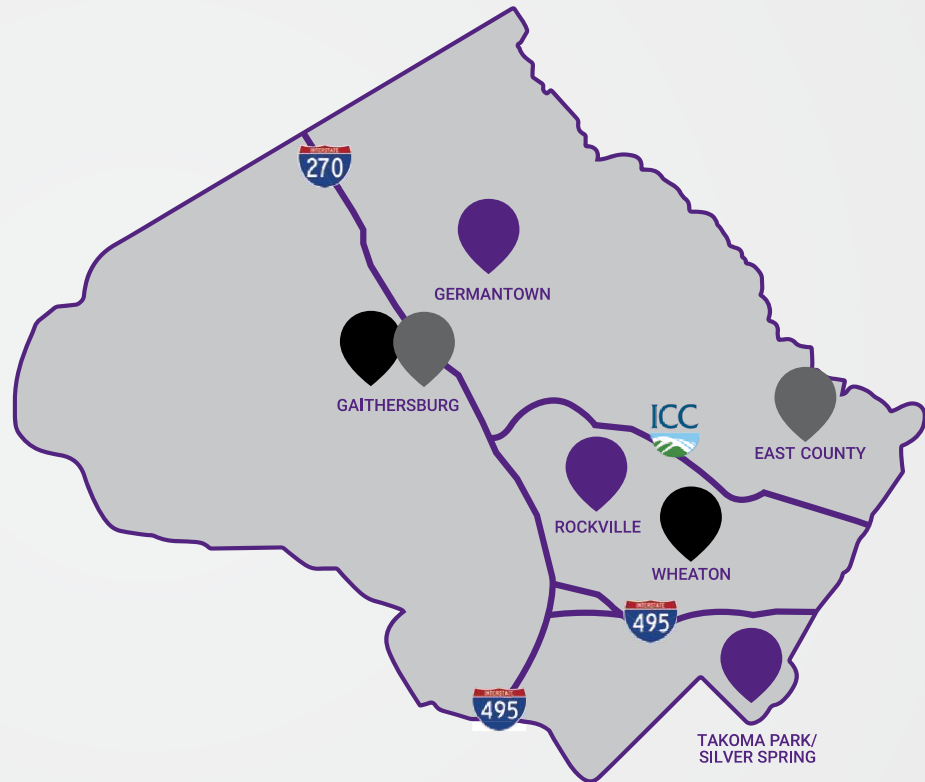 INTERSTATE
270
GERMANTOWN
GAITHERSBURG
ICC
EAST COUNTY
ROCKVILLE
WHEATON
INTERSTATE
495
INTERSTATE
495
TAKOMA PARK/
SILVER SPRING